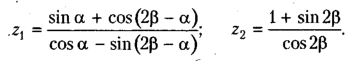 z₁ = (sin α + cos(2β − α)) / (cos α − sin(2β − α)); z₂ = (1 + sin 2β) / (cos 2β).